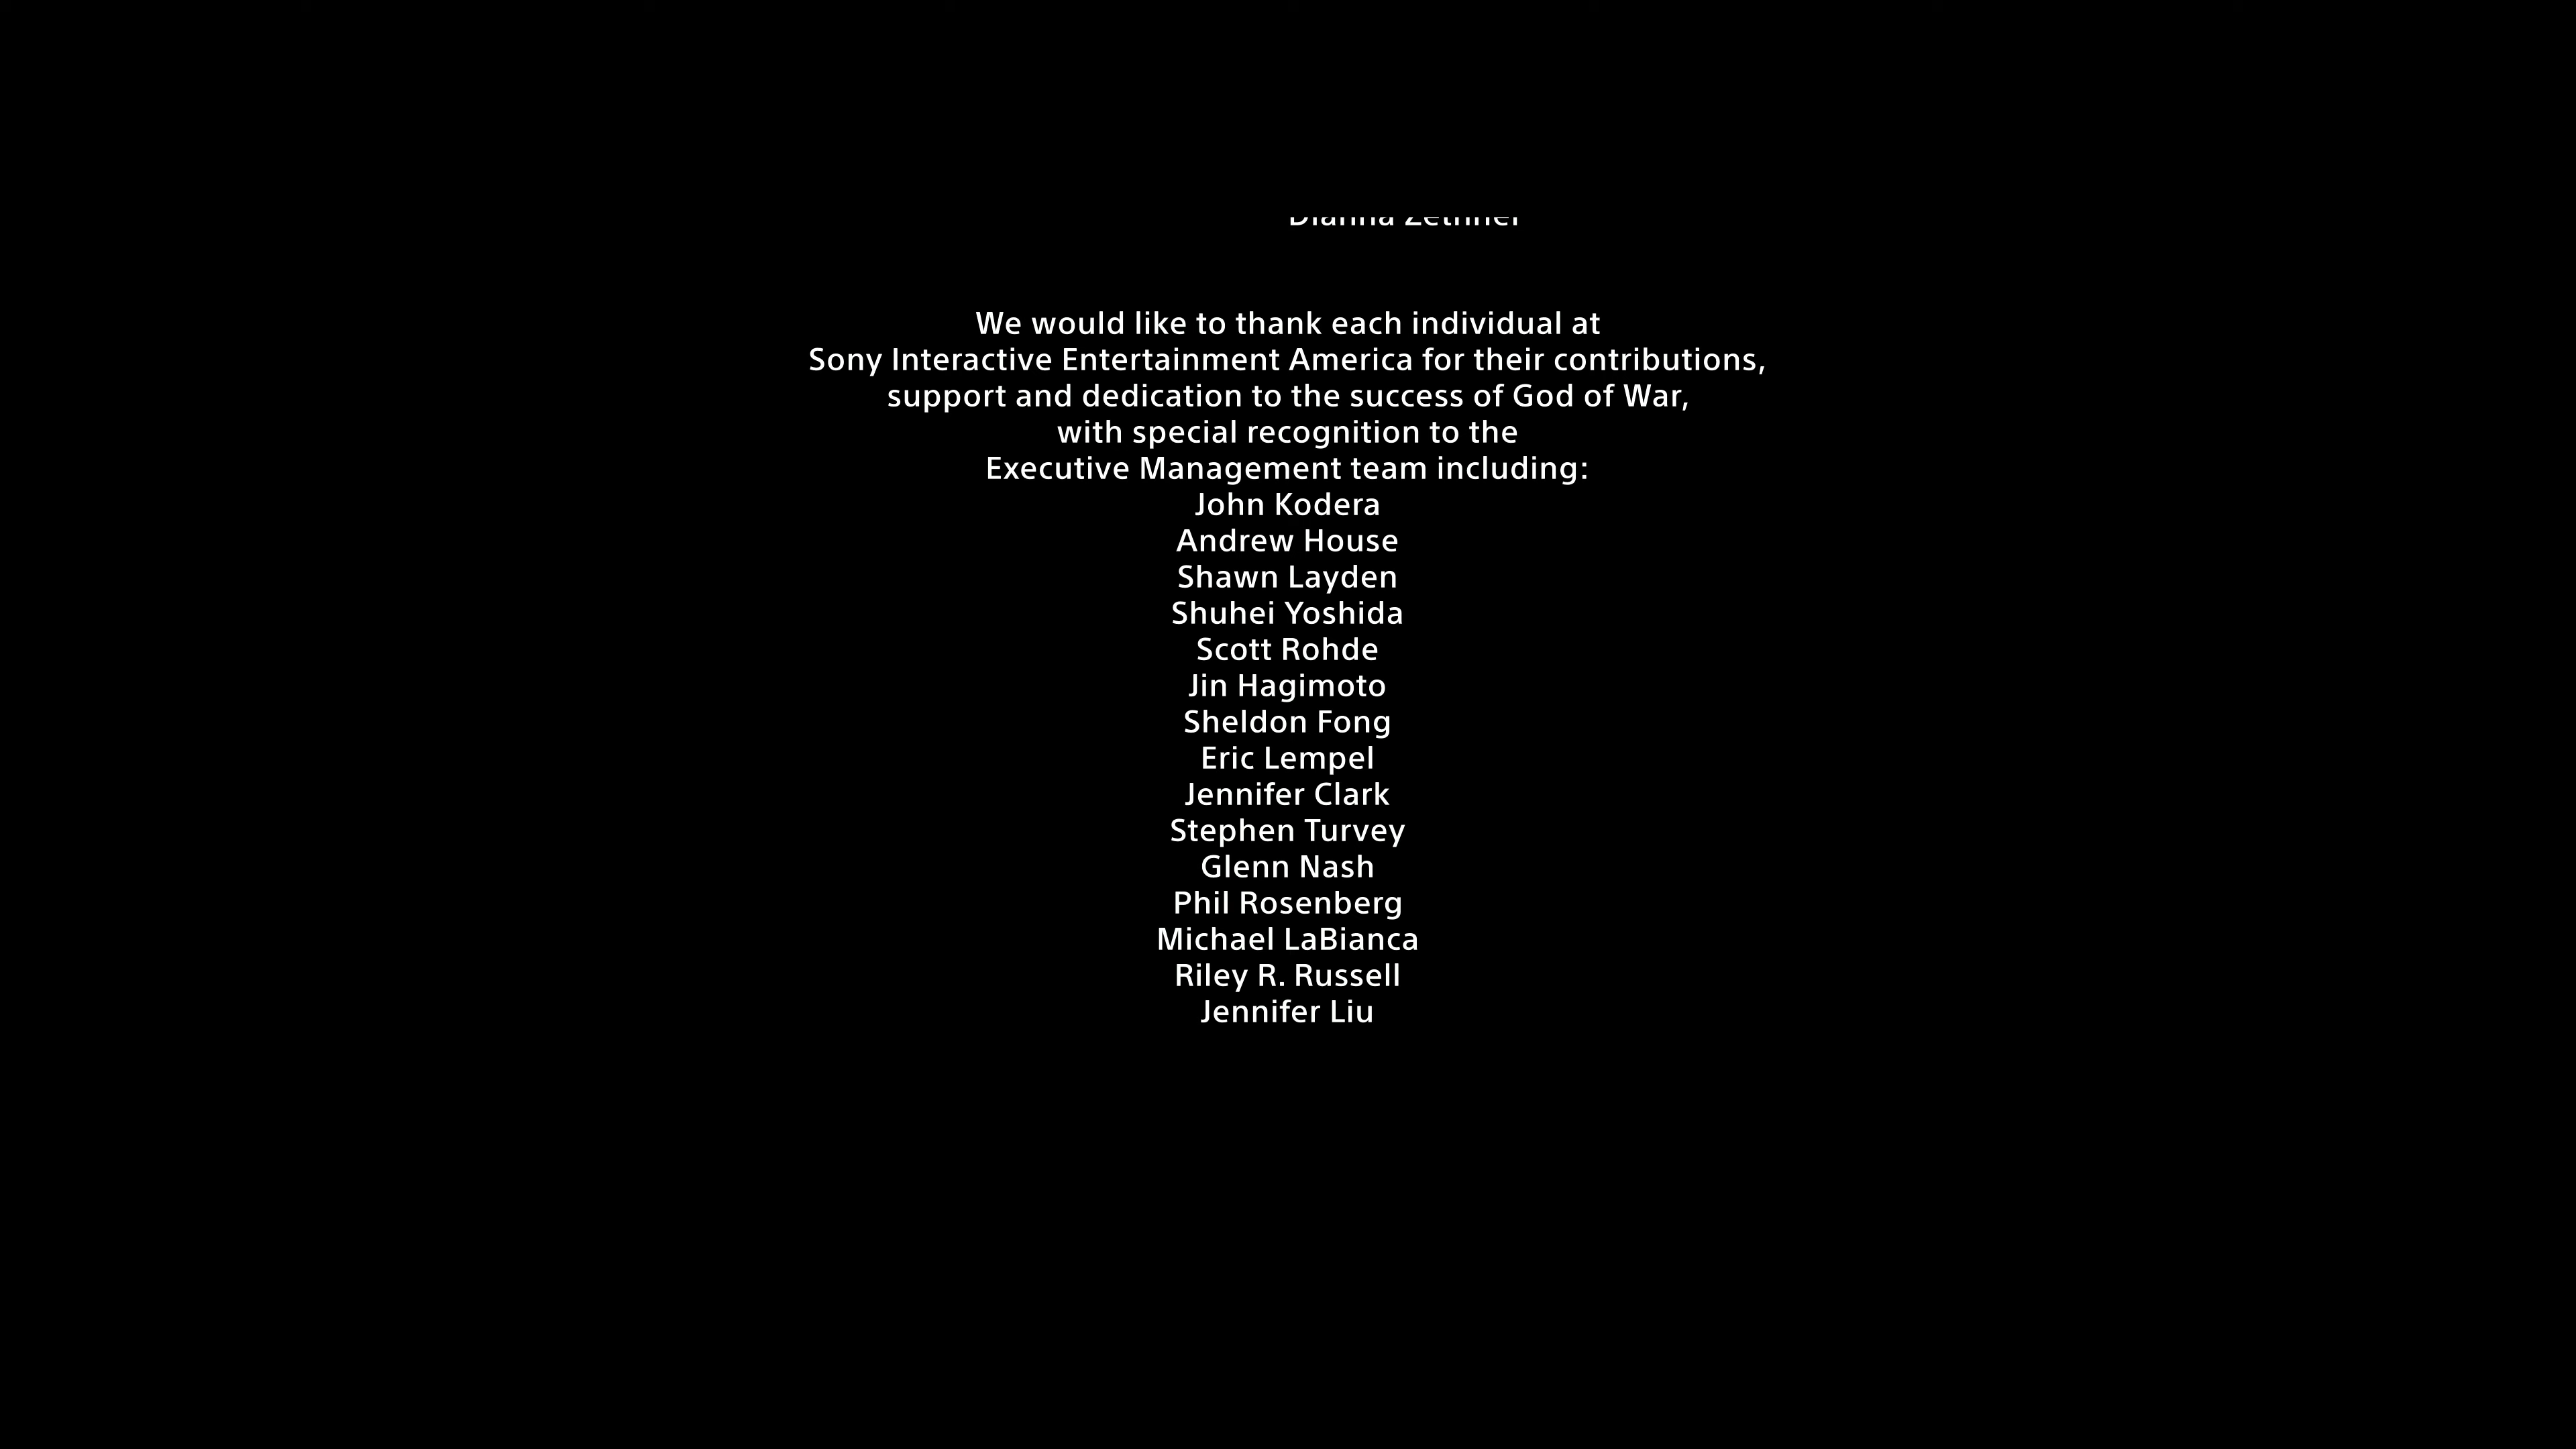 We would like to thank each individual at
Sony Interactive Entertainment America for their contributions,
support and dedication to the success of God of War,
with special recognition to the
Executive Management team including:
John Kodera
Andrew House
Shawn Layden
Shuhei Yoshida
Scott Rohde
Jin Hagimoto
Sheldon Fong
Eric Lempel
Jennifer Clark
Stephen Turvey
Glenn Nash
Phil Rosenberg
Michael LaBianca
Riley R. Russell
Jennifer Liu